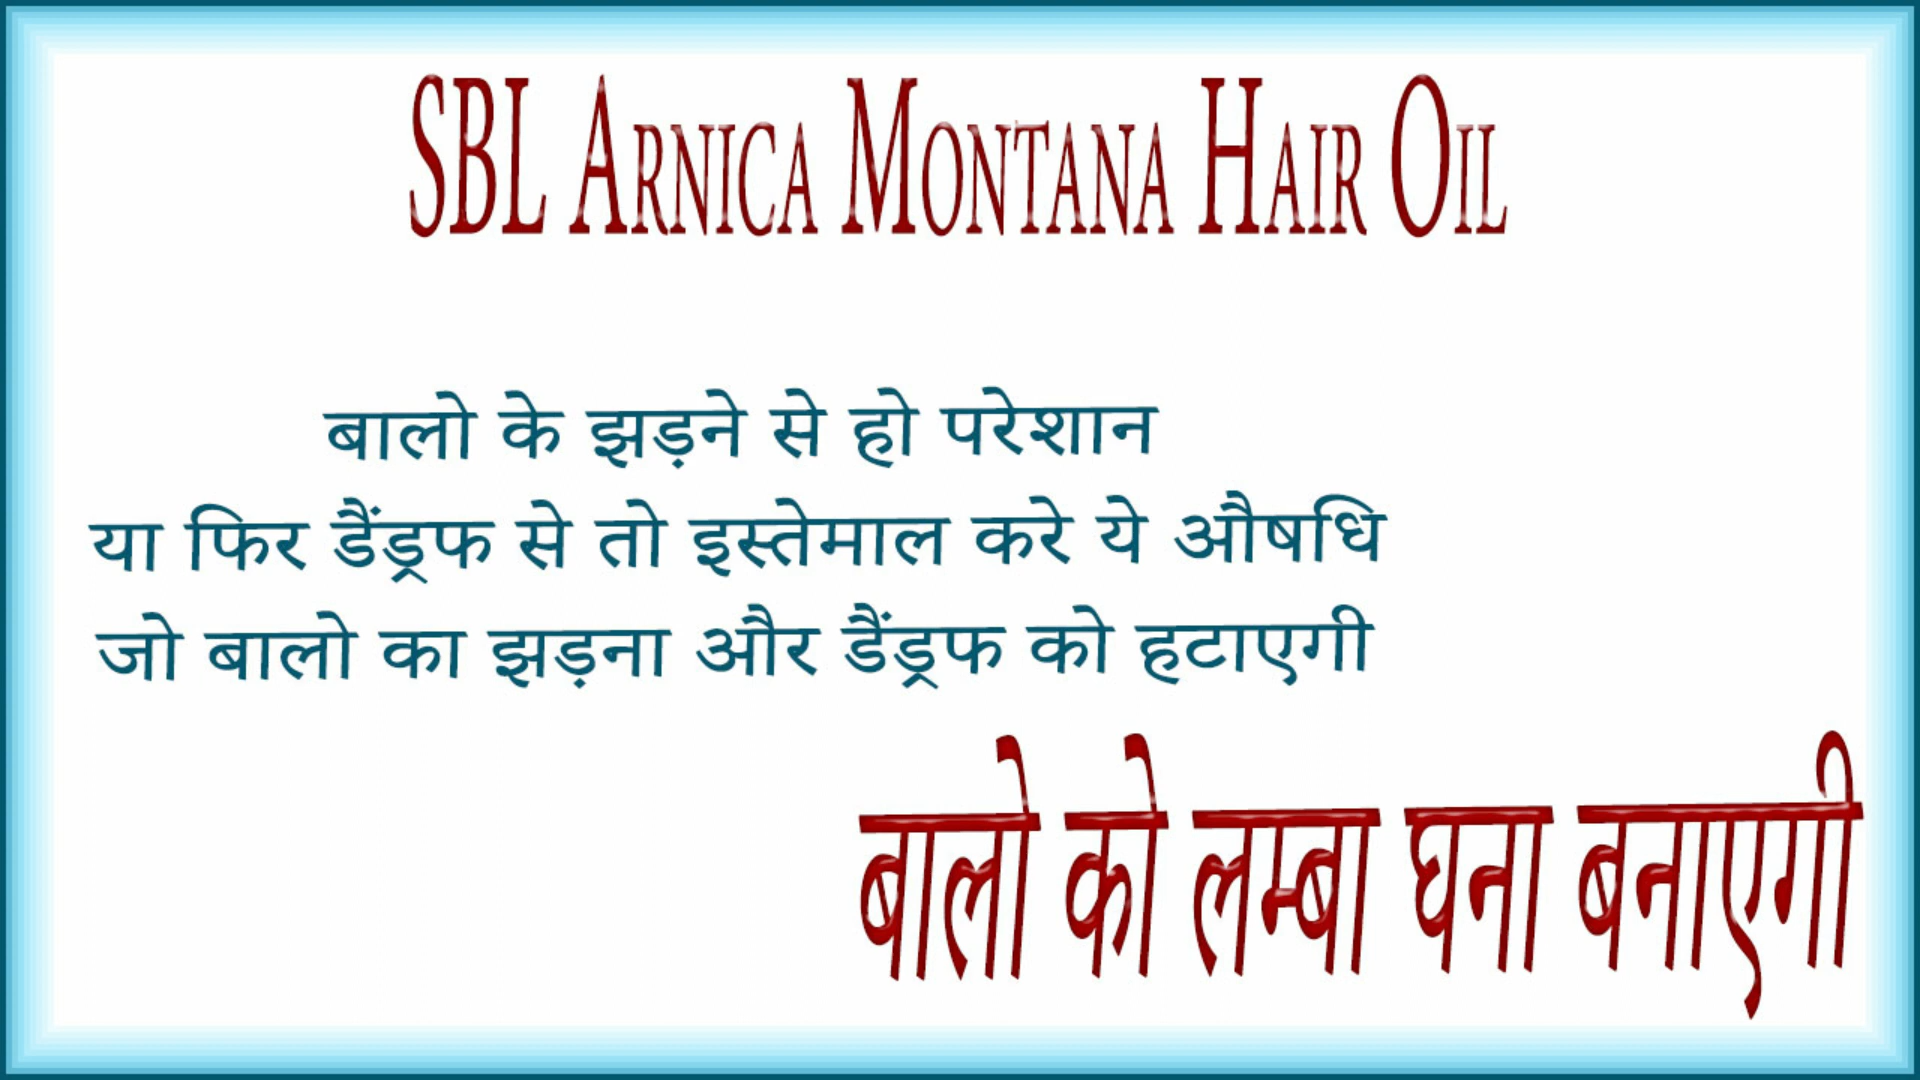 SBL ARNICA MONTANA HAIR OIL
बालो के झड़ने से हो परेशान
या फिर डैंड्रफ से तो इस्तेमाल करे ये औषधि
जो बालो का झड़ना और डैंड्रफ को हटाएगी
बालो को लम्बा घना बनाएगी